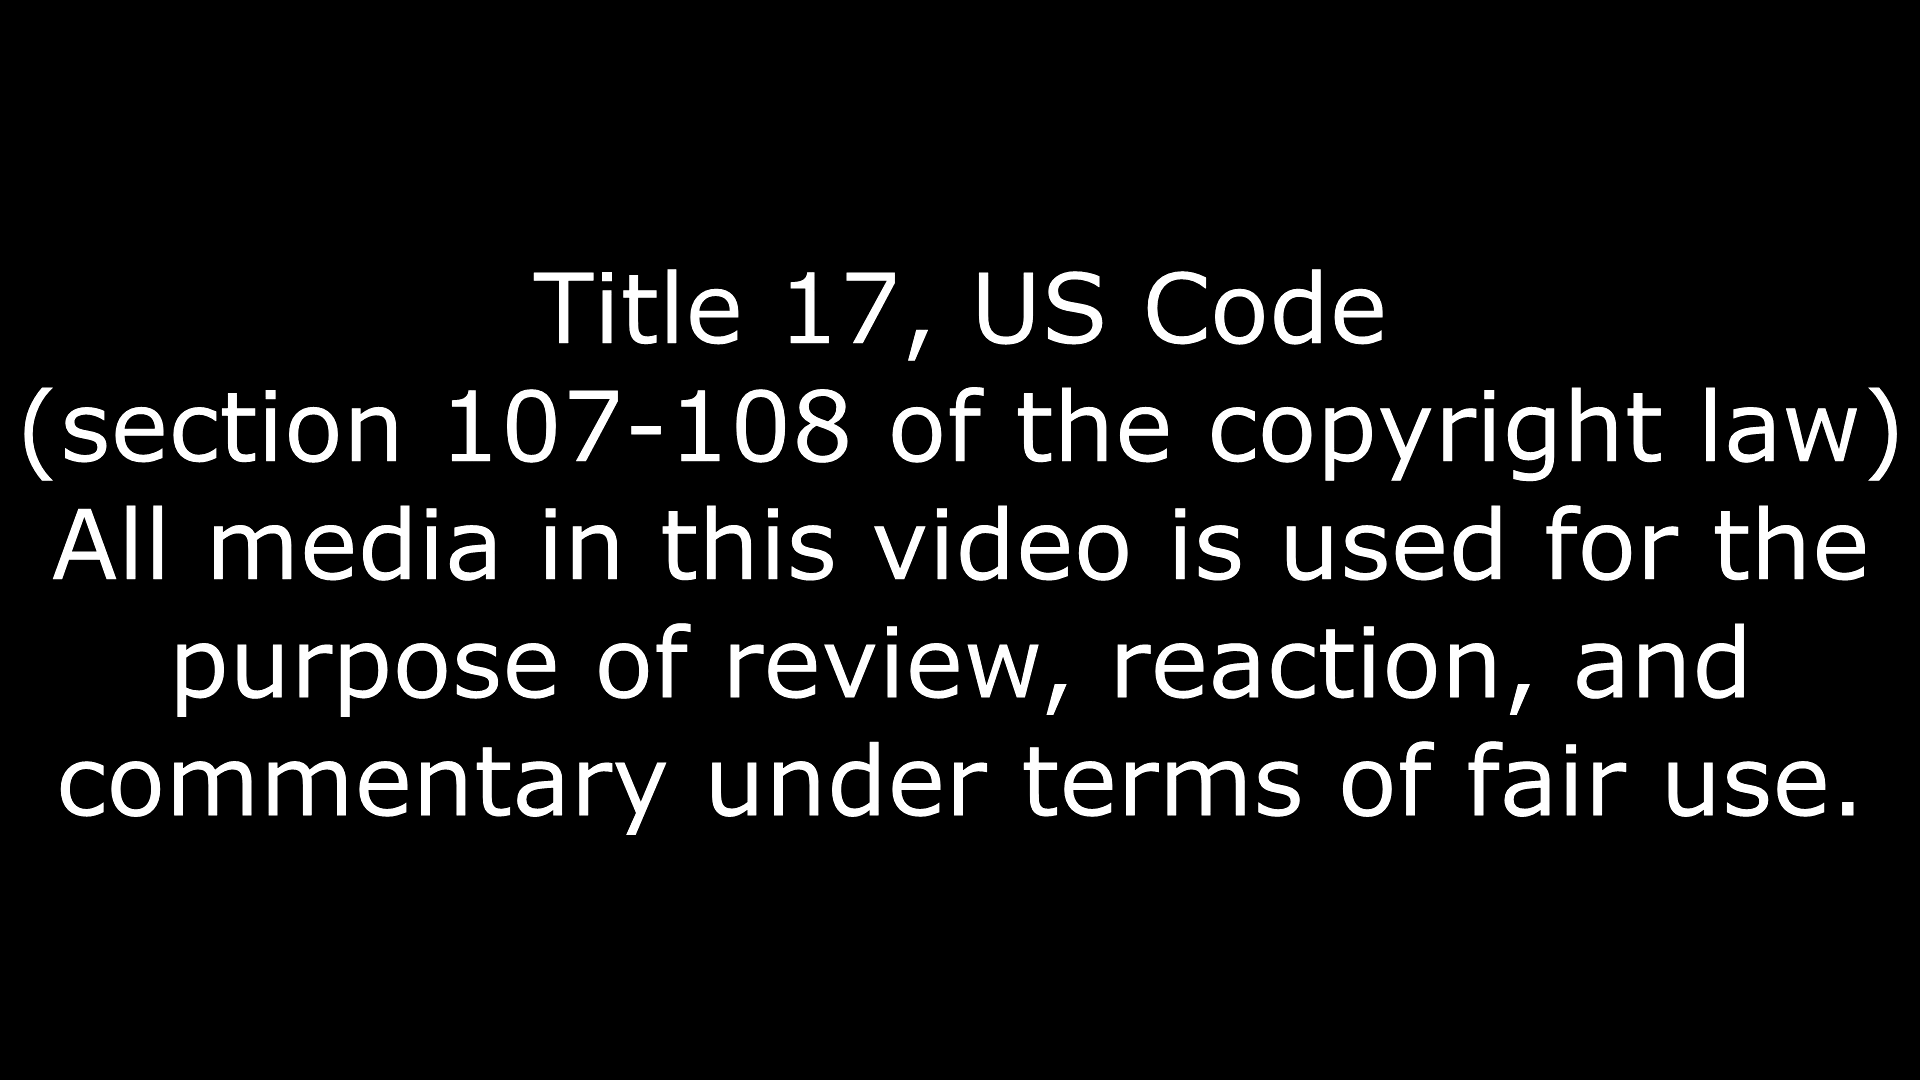 Title 17, US Code
(section 107-108 of the copyright law)
All media in this video is used for the
purpose of review, reaction, and
commentary under terms of fair use.